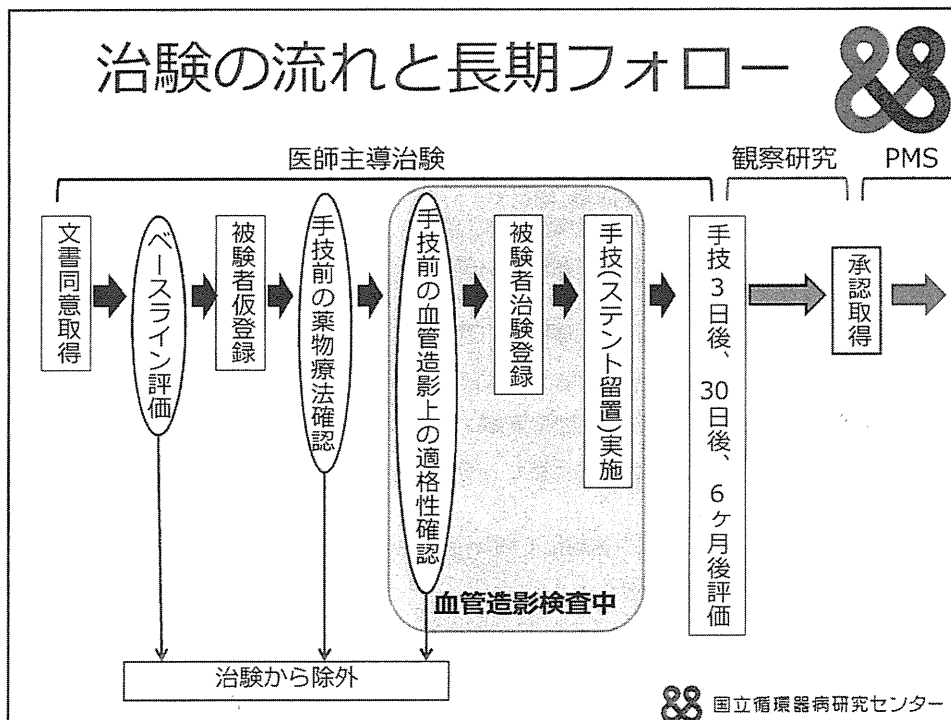 治験の流れと長期フォロー
医師主導治験
観察研究
PMS
文書同意取得
ベースライン評価
被験者仮登録
手技前の薬物療法確認
手技前の血管造影上の適格性確認
被験者治験登録
手技(ステント留置)実施
手技3日後、30日後、6ヶ月後評価
承認取得
血管造影検査中
治験から除外
国立循環器病研究センター